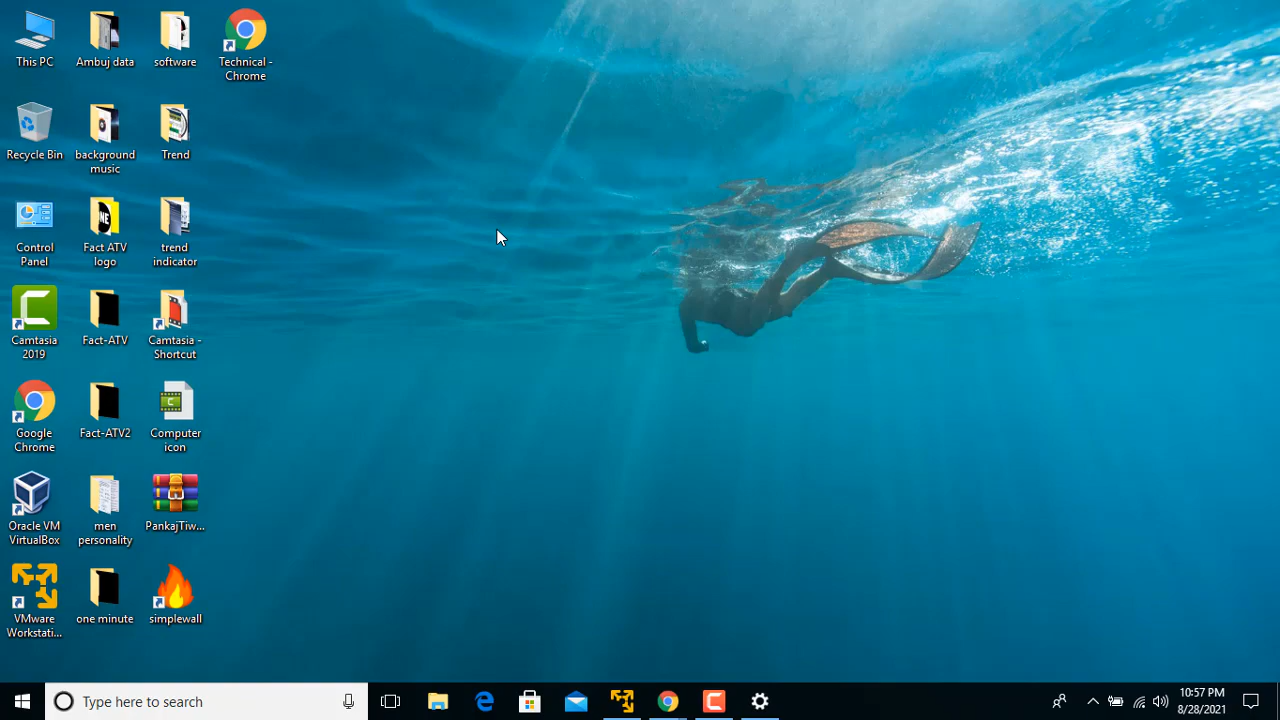 This PC
Ambuj data
software
Technical -
Chrome
Recycle Bin
background
music
Trend
Control
Panel
Fact ATV
logo
trend
indicator
Camtasia
2019
Fact-ATV
Camtasia -
Shortcut
Google
Chrome
Fact-ATV2
Computer
icon
Oracle VM
VirtualBox
men
personality
PankajTiw...
VMware
Workstati...
one minute
simplewall
Type here to search
10:57 PM
8/28/2021